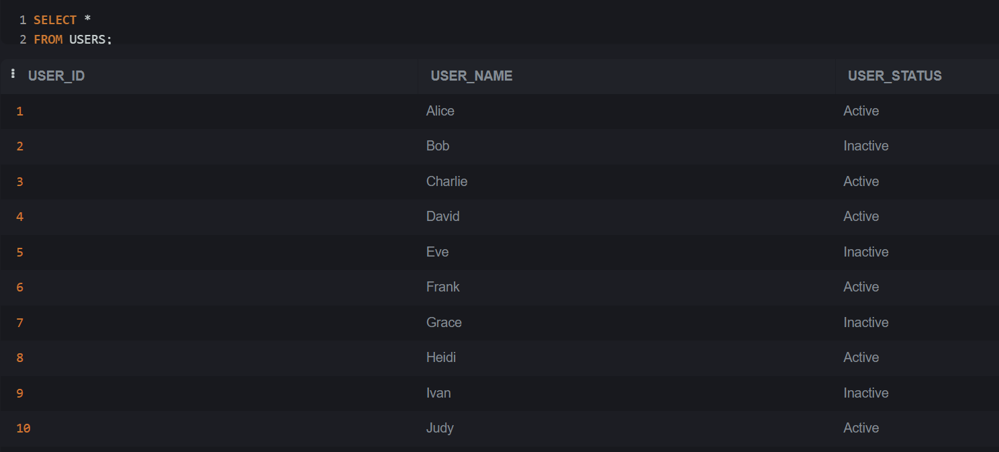 1 SELECT *
2 FROM USERS;
USER_ID USER_NAME USER_STATUS
1 Alice Active
2 Bob Inactive
3 Charlie Active
4 David Active
5 Eve Inactive
6 Frank Active
7 Grace Inactive
8 Heidi Active
9 Ivan Inactive
10 Judy Active